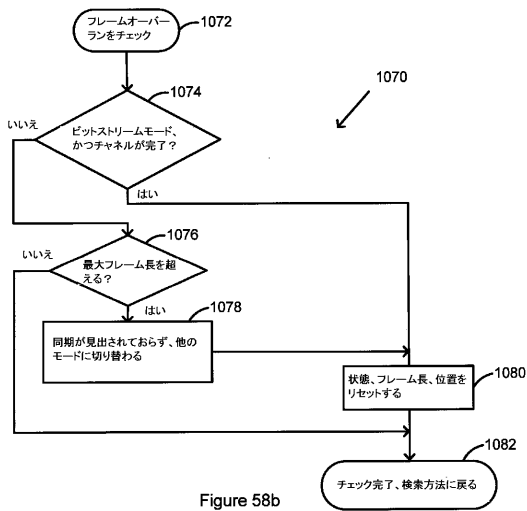 フレームオーバー
ランをチェック
1072
1070
1074
ビットストリームモード、
かつチャネルが完了？
いいえ
はい
1076
最大フレーム長を超
える？
いいえ
はい
1078
同期が見出されておらず、他の
モードに切り替わる
1080
状態、フレーム長、位置を
リセットする
1082
チェック完了、検索方法に戻る
Figure 58b